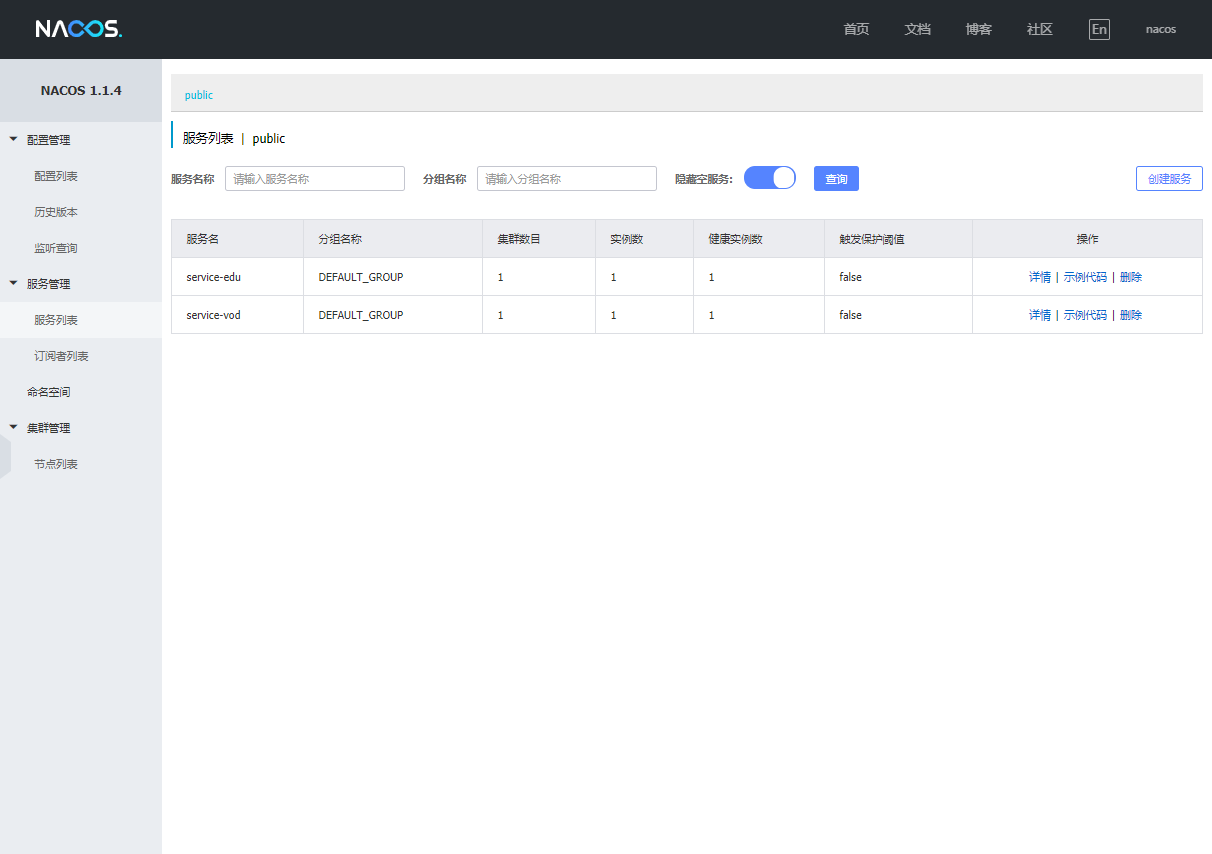 NACOS.
首页 文档 博客 社区 En nacos
NACOS 1.1.4
配置管理
配置列表
历史版本
监听查询
服务管理
服务列表
订阅者列表
命名空间
集群管理
节点列表
public
服务列表 | public
服务名称 请输入服务名称 分组名称 请输入分组名称 隐藏空服务: 查询 创建服务
服务名 分组名称 集群数目 实例数 健康实例数 触发保护阈值 操作
service-edu DEFAULT_GROUP 1 1 1 false 详情 | 示例代码 | 删除
service-vod DEFAULT_GROUP 1 1 1 false 详情 | 示例代码 | 删除